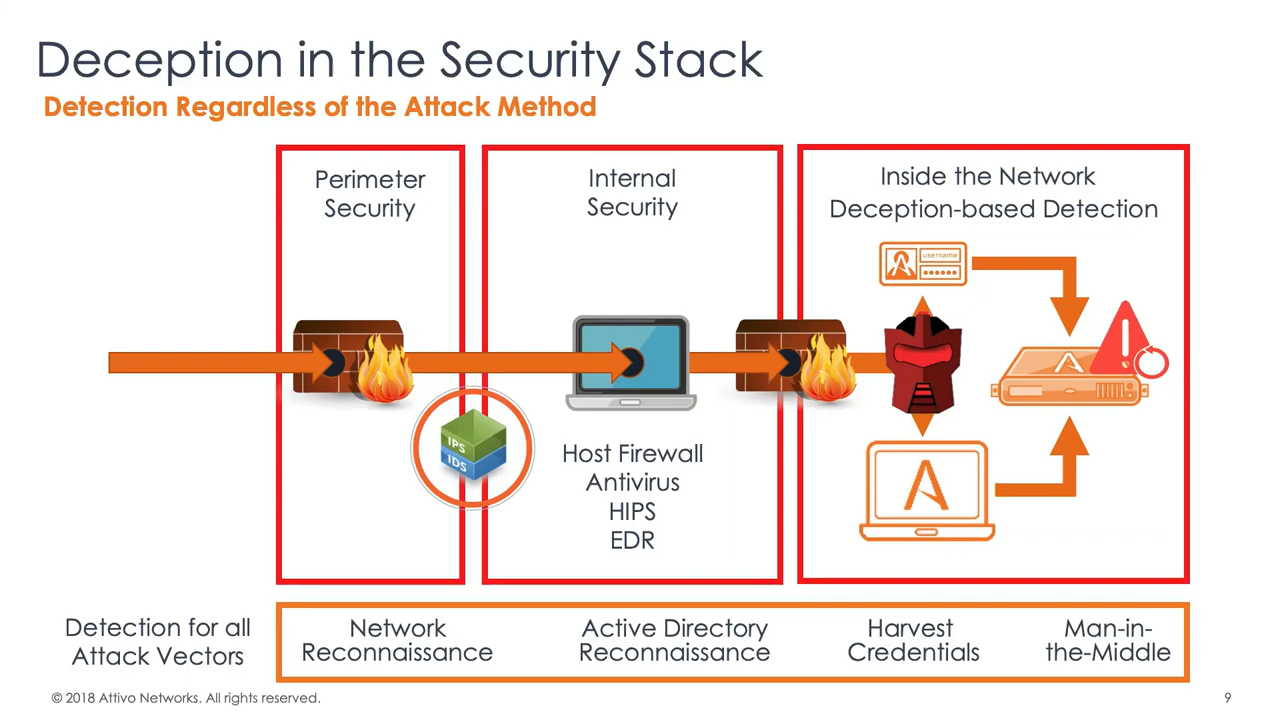 Deception in the Security Stack
Detection Regardless of the Attack Method
Perimeter
Security
Internal
Security
Inside the Network
Deception-based Detection
username
IPS
IDS
Host Firewall
Antivirus
HIPS
EDR
Detection for all
Attack Vectors
Network
Reconnaissance
Active Directory
Reconnaissance
Harvest
Credentials
Man-in-
the-Middle
© 2018 Attivo Networks. All rights reserved.
9